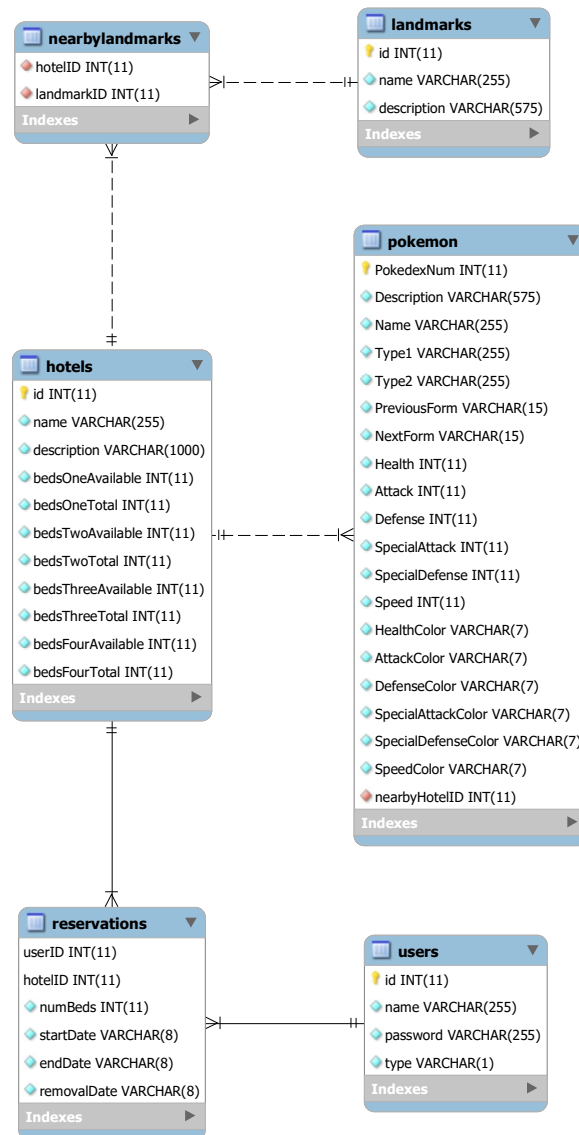 nearbylandmarks
hotelID INT(11)
landmarkID INT(11)
Indexes
landmarks
id INT(11)
name VARCHAR(255)
description VARCHAR(575)
Indexes
pokemon
PokedexNum INT(11)
Description VARCHAR(575)
Name VARCHAR(255)
Type1 VARCHAR(255)
Type2 VARCHAR(255)
PreviousForm VARCHAR(15)
NextForm VARCHAR(15)
Health INT(11)
Attack INT(11)
Defense INT(11)
SpecialAttack INT(11)
SpecialDefense INT(11)
Speed INT(11)
HealthColor VARCHAR(7)
AttackColor VARCHAR(7)
DefenseColor VARCHAR(7)
SpecialAttackColor VARCHAR(7)
SpecialDefenseColor VARCHAR(7)
SpeedColor VARCHAR(7)
nearbyHotelID INT(11)
Indexes
hotels
id INT(11)
name VARCHAR(255)
description VARCHAR(1000)
bedsOneAvailable INT(11)
bedsOneTotal INT(11)
bedsTwoAvailable INT(11)
bedsTwoTotal INT(11)
bedsThreeAvailable INT(11)
bedsThreeTotal INT(11)
bedsFourAvailable INT(11)
bedsFourTotal INT(11)
Indexes
reservations
userID INT(11)
hotelID INT(11)
numBeds INT(11)
startDate VARCHAR(8)
endDate VARCHAR(8)
removalDate VARCHAR(8)
Indexes
users
id INT(11)
name VARCHAR(255)
password VARCHAR(255)
type VARCHAR(1)
Indexes